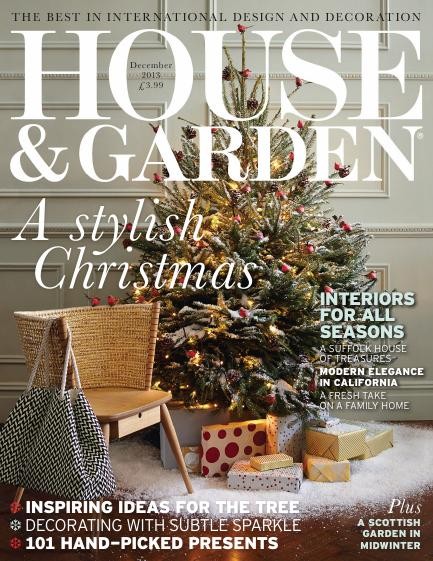 THE BEST IN INTERNATIONAL DESIGN AND DECORATION
HOUSE
December
2013
£3.99
& GARDEN®
A stylish
Christmas
INTERIORS
FOR ALL
SEASONS
A SUFFOLK HOUSE
OF TREASURES
MODERN ELEGANCE
IN CALIFORNIA
A FRESH TAKE
ON A FAMILY HOME
INSPIRING IDEAS FOR THE TREE
DECORATING WITH SUBTLE SPARKLE
101 HAND-PICKED PRESENTS
Plus
A SCOTTISH
GARDEN IN
MIDWINTER